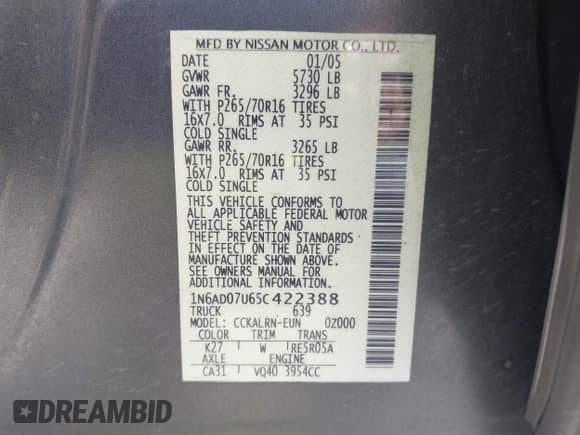 MFD BY NISSAN MOTOR CO., LTD.
DATE 01/05
GVWR 5730 LB
GAWR FR. 3296 LB
WITH P265/70R16 TIRES
16X7.0 RIMS AT 35 PSI
COLD SINGLE
GAWR RR. 3265 LB
WITH P265/70R16 TIRES
16X7.0 RIMS AT 35 PSI
COLD SINGLE
THIS VEHICLE CONFORMS TO
ALL APPLICABLE FEDERAL MOTOR
VEHICLE SAFETY AND
THEFT PREVENTION STANDARDS
IN EFFECT ON THE DATE OF
MANUFACTURE SHOWN ABOVE.
SEE OWNERS MANUAL FOR
ADDITIONAL INFORMATION.
1N6AD07U65C422388
TRUCK 639
MODEL: CCKALRN-EUN 0Z000
COLOR TRIM TRANS
K27 W RE5R05A
AXLE ENGINE
CA31 VQ40 3954CC
DREAMBID